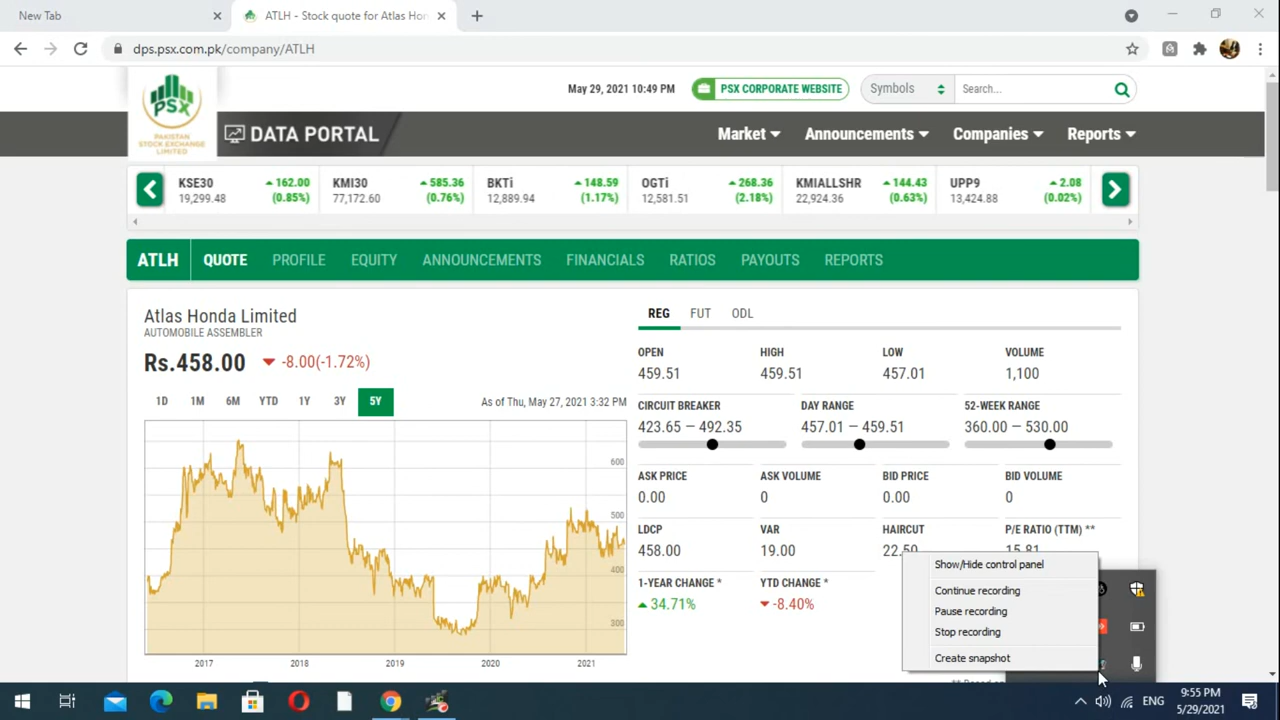 New Tab
ATLH - Stock quote for Atlas Hon
dps.psx.com.pk/company/ATLH
PSX
PAKISTAN
STOCK EXCHANGE
LIMITED
May 29, 2021 10:49 PM
PSX CORPORATE WEBSITE
Symbols
Search...
DATA PORTAL
Market
Announcements
Companies
Reports
KSE30 162.00
19,299.48 (0.85%)
KMI30 585.36
77,172.60 (0.76%)
BKTi 148.59
12,889.94 (1.17%)
OGTi 268.36
12,581.51 (2.18%)
KMIALLSHR 144.43
22,924.36 (0.63%)
UPP9 2.08
13,424.88 (0.02%)
ATLH QUOTE PROFILE EQUITY ANNOUNCEMENTS FINANCIALS RATIOS PAYOUTS REPORTS
Atlas Honda Limited
AUTOMOBILE ASSEMBLER
Rs.458.00 -8.00(-1.72%)
1D 1M 6M YTD 1Y 3Y 5Y
As of Thu, May 27, 2021 3:32 PM
600
500
400
300
2017 2018 2019 2020 2021
REG FUT ODL
OPEN HIGH LOW VOLUME
459.51 459.51 457.01 1,100
CIRCUIT BREAKER DAY RANGE 52-WEEK RANGE
423.65 — 492.35 457.01 — 459.51 360.00 — 530.00
ASK PRICE ASK VOLUME BID PRICE BID VOLUME
0.00 0 0.00 0
LDCP VAR HAIRCUT P/E RATIO (TTM) **
458.00 19.00 22.50 15.81
1-YEAR CHANGE * YTD CHANGE *
34.71% -8.40%
Show/Hide control panel
Continue recording
Pause recording
Stop recording
Create snapshot
ENG
9:55 PM
5/29/2021